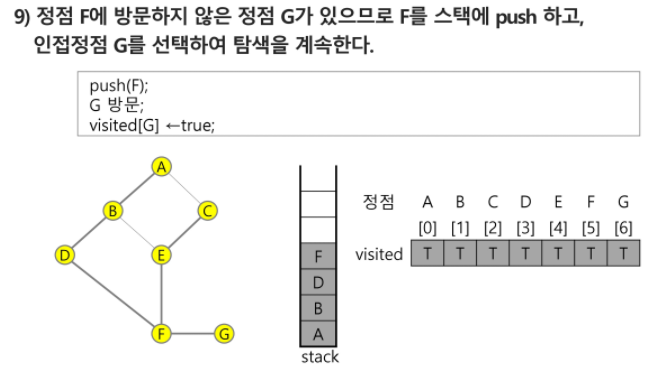 9) 정점 F에 방문하지 않은 정점 G가 있으므로 F를 스택에 push 하고,
인접정점 G를 선택하여 탐색을 계속한다.
push(F);
G 방문;
visited[G] ←true;
A
B
C
D
E
F
G
F
D
B
A
stack
정점 A B C D E F G
[0] [1] [2] [3] [4] [5] [6]
visited T T T T T T T